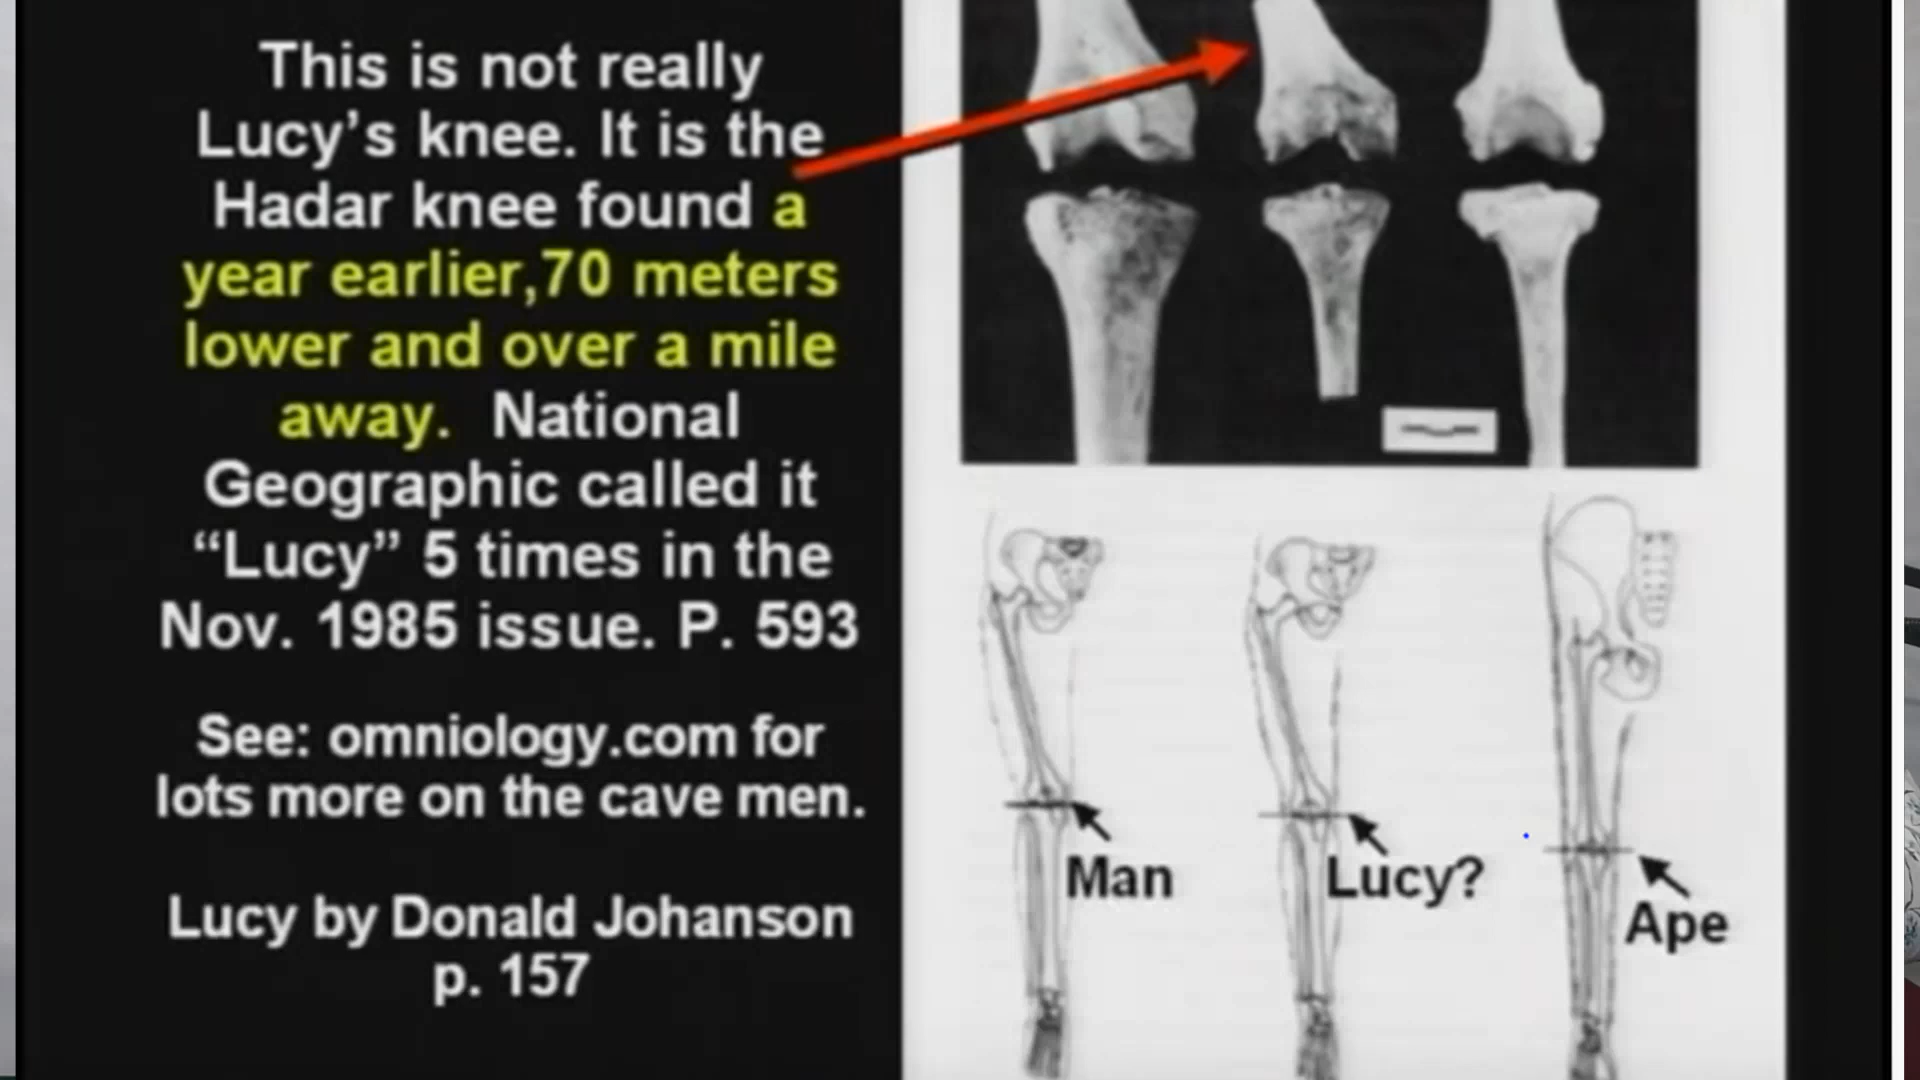 This is not really
Lucy’s knee. It is the
Hadar knee found a
year earlier,70 meters
lower and over a mile
away. National
Geographic called it
“Lucy” 5 times in the
Nov. 1985 issue. P. 593
See: omniology.com for
lots more on the cave men.
Lucy by Donald Johanson
p. 157
Man
Lucy?
Ape